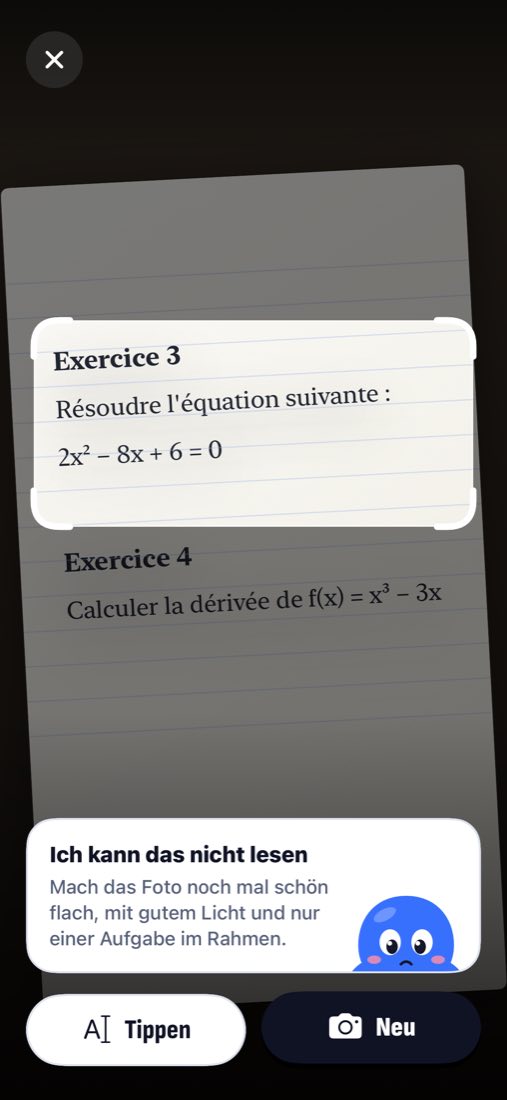 Exercice 3
Résoudre l'équation suivante :
2x² – 8x + 6 = 0
Exercice 4
Calculer la dérivée de f(x) = x³ – 3x
Ich kann das nicht lesen
Mach das Foto noch mal schön
flach, mit gutem Licht und nur
einer Aufgabe im Rahmen.
Tippen
Neu